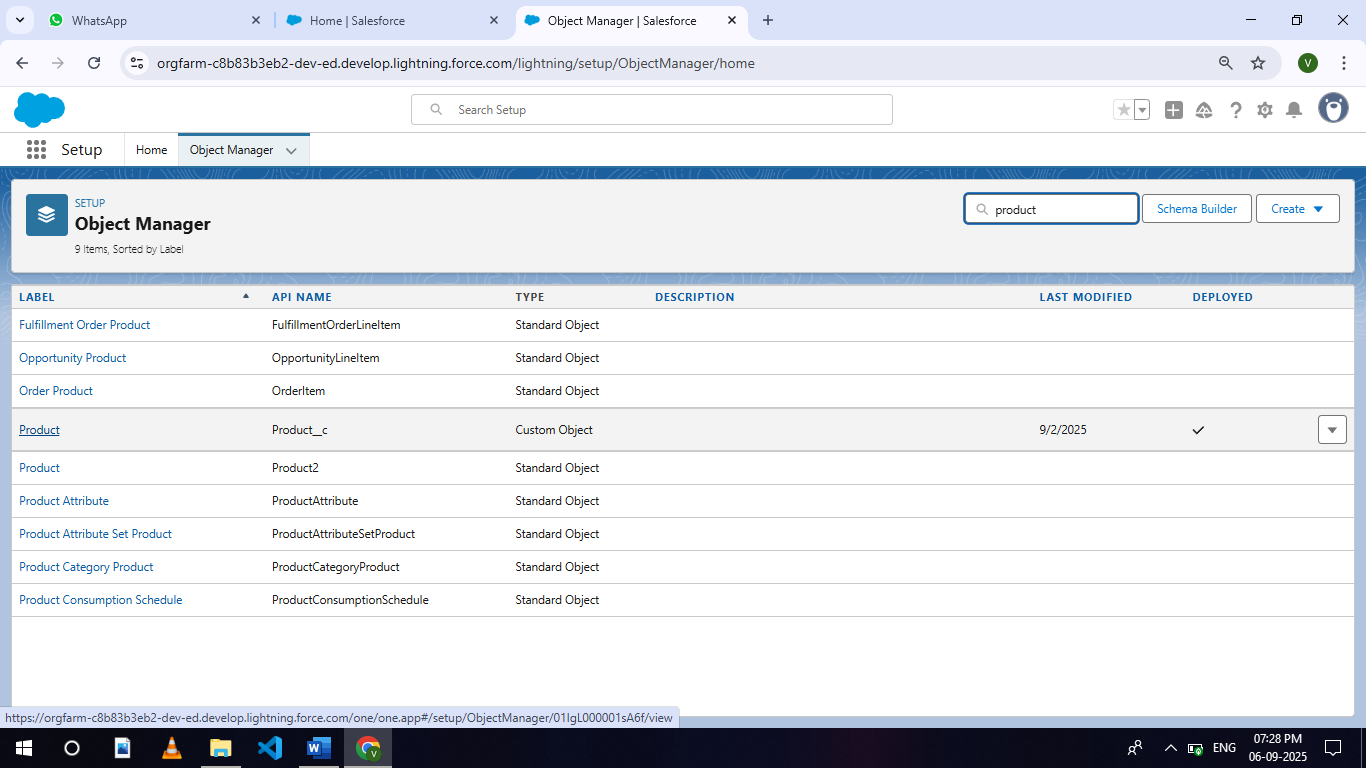 WhatsApp
Home | Salesforce
Object Manager | Salesforce
orgfarm-c8b83b3eb2-dev-ed.develop.lightning.force.com/lightning/setup/ObjectManager/home
V
Search Setup
Setup
Home
Object Manager
SETUP
Object Manager
9 Items, Sorted by Label
product
Schema Builder
Create
LABEL API NAME TYPE DESCRIPTION LAST MODIFIED DEPLOYED
Fulfillment Order Product FulfillmentOrderLineItem Standard Object
Opportunity Product OpportunityLineItem Standard Object
Order Product OrderItem Standard Object
Product Product__c Custom Object 9/2/2025
Product Product2 Standard Object
Product Attribute ProductAttribute Standard Object
Product Attribute Set Product ProductAttributeSetProduct Standard Object
Product Category Product ProductCategoryProduct Standard Object
Product Consumption Schedule ProductConsumptionSchedule Standard Object
https://orgfarm-c8b83b3eb2-dev-ed.develop.lightning.force.com/one/one.app#/setup/ObjectManager/01IgL000001sA6f/view
W
V
ENG
07:28 PM
06-09-2025